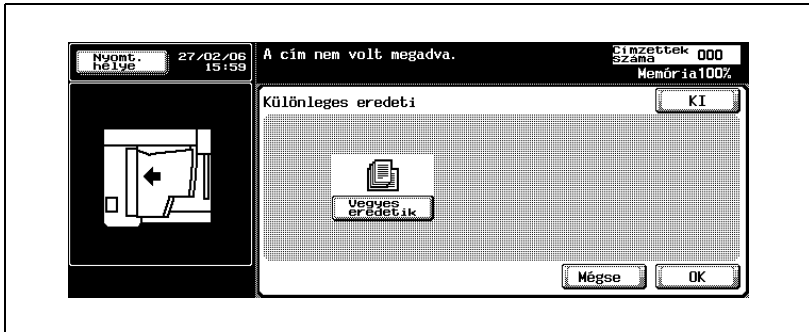 Nyomt. helye
27/02/06
15:59
A cím nem volt megadva.
Címzettek száma 000
Memória100%
Különleges eredeti
KI
Vegyes
eredetik
Mégse
OK